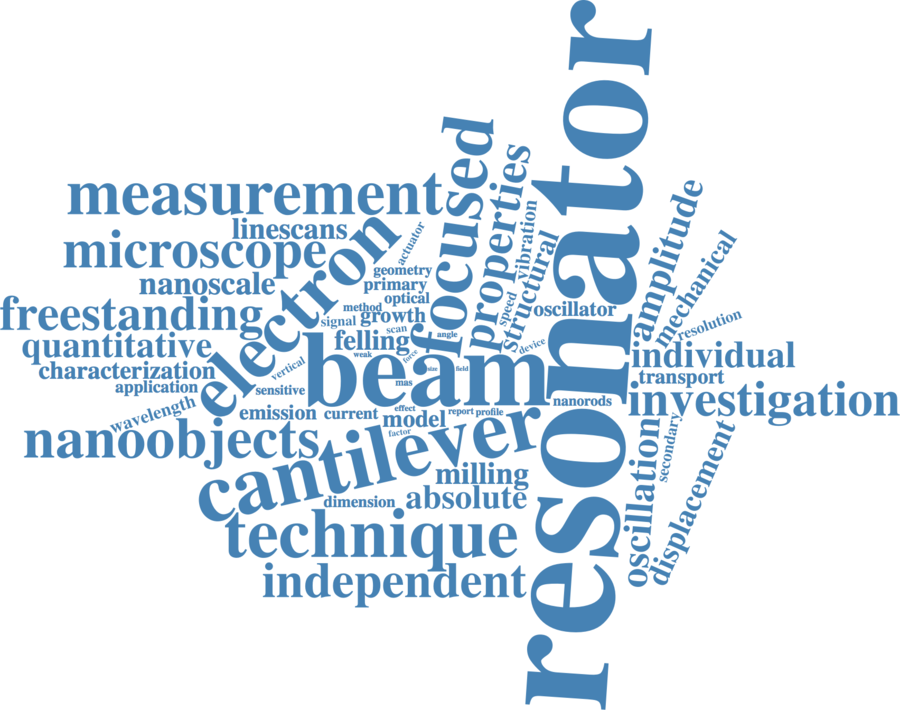 resonator
focused
measurement
properties
linescans
actuator
vibration
amplitude
microscope
electron
structural
mechanical
geometry
nanoscale
primary
optical
speed
oscillator
freestanding
method
growth
signal
scan
resolution
quantitative
felling
angle
device
individual
weak
force
characterization
vertical
beam
size
field
transport
application
sensitive
mas
nanorods
investigation
wavelength
emission
current
effect
model
report
profile
nanoobjects
factor
cantilever
secondary
milling
oscillation
displacement
dimension
absolute
technique
independent